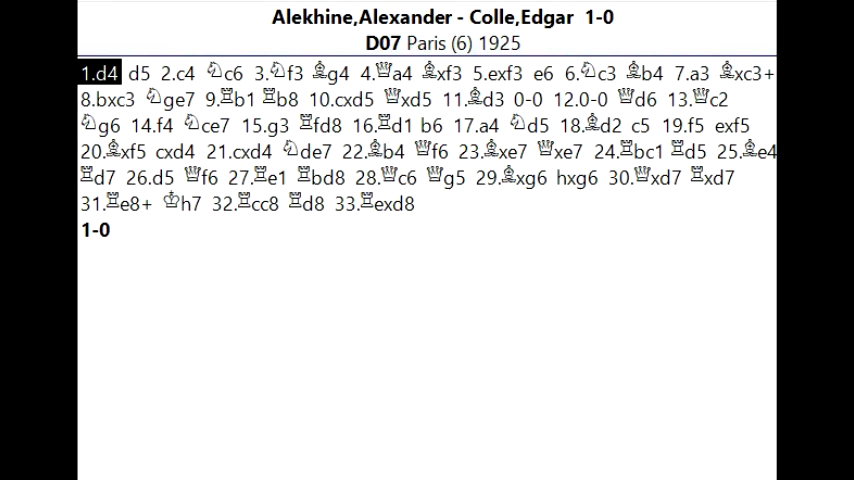 Alekhine,Alexander - Colle,Edgar 1-0
D07 Paris (6) 1925
1.d4 d5 2.c4 ♘c6 3.♘f3 ♗g4 4.♕a4 ♗xf3 5.exf3 e6 6.♘c3 ♗b4 7.a3 ♗xc3+
8.bxc3 ♘ge7 9.♖b1 ♖b8 10.cxd5 ♕xd5 11.♗d3 0-0 12.0-0 ♕d6 13.♕c2
♘g6 14.f4 ♘ce7 15.g3 ♖fd8 16.♖d1 b6 17.a4 ♘d5 18.♗d2 c5 19.f5 exf5
20.♗xf5 cxd4 21.cxd4 ♘de7 22.♗b4 ♕f6 23.♗xe7 ♕xe7 24.♖bc1 ♖d5 25.♗e4
♖d7 26.d5 ♕f6 27.♖e1 ♖bd8 28.♕c6 ♕g5 29.♗xg6 hxg6 30.♕xd7 ♖xd7
31.♖e8+ ♔h7 32.♖cc8 ♖d8 33.♖exd8
1-0